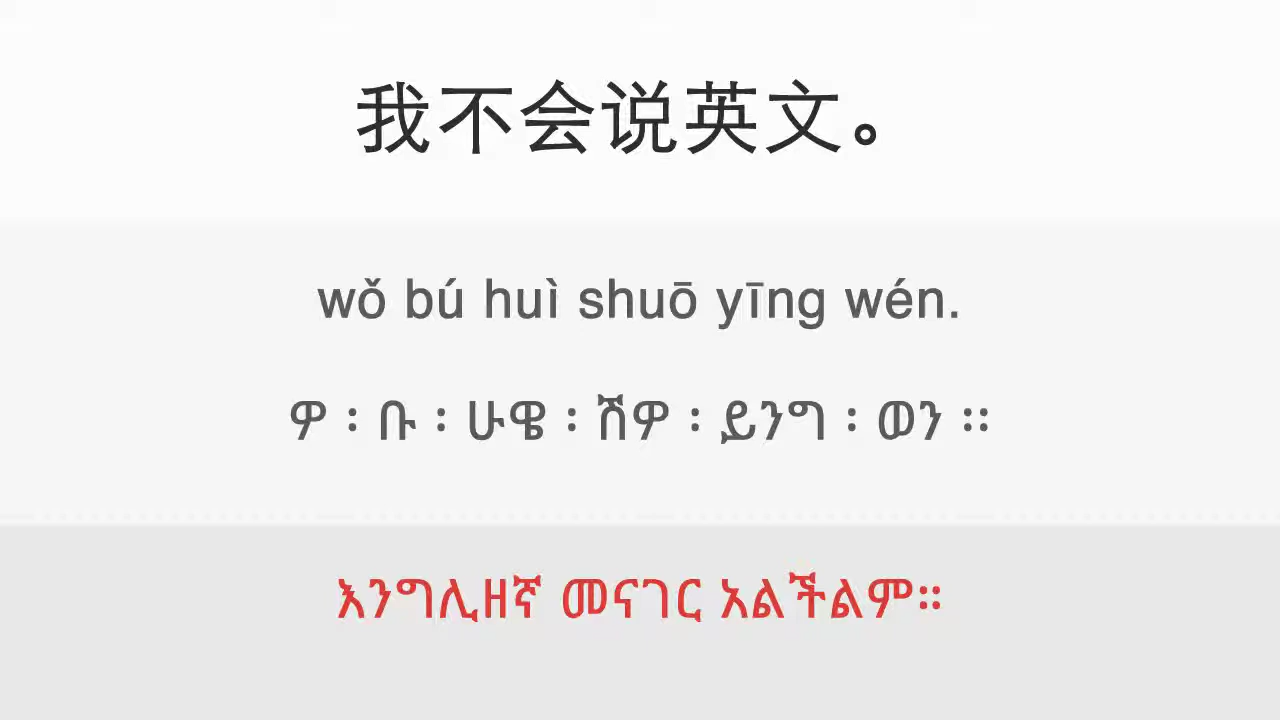 我不会说英文。
wǒ bú huì shuō yīng wén.
ዎ ፡ ቡ ፡ ሁዌ ፡ ሽዎ ፡ ይንግ ፡ ወን ።
እንግሊዘኛ መናገር አልችልም።